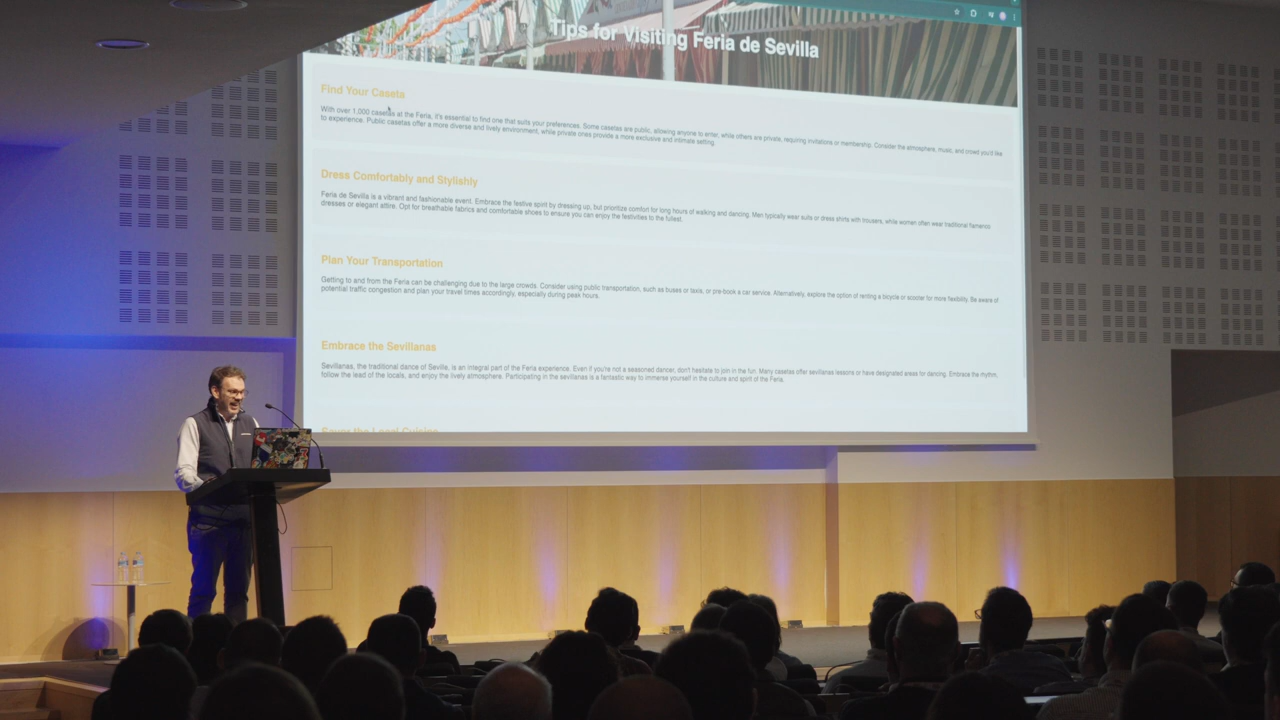 Tips for Visiting Feria de Sevilla
Find Your Caseta
With over 1,000 casetas at the Feria, it's essential to find one that suits your preferences. Some casetas are public, allowing anyone to enter, while others are private, requiring invitations or membership. Consider the atmosphere, music, and crowd you'd like
to experience. Public casetas offer a more diverse and lively environment, while private ones provide a more exclusive and intimate setting.
Dress Comfortably and Stylishly
Feria de Sevilla is a vibrant and fashionable event. Embrace the festive spirit by dressing up, but prioritize comfort for long hours of walking and dancing. Men typically wear suits or dress shirts with trousers, while women often wear traditional flamenco
dresses or elegant attire. Opt for breathable fabrics and comfortable shoes to ensure you can enjoy the festivities to the fullest.
Plan Your Transportation
Getting to and from the Feria can be challenging due to the large crowds. Consider using public transportation, such as buses or taxis, or pre-book a car service. Alternatively, explore the option of renting a bicycle or scooter for more flexibility. Be aware of
potential traffic congestion and plan your travel times accordingly, especially during peak hours.
Embrace the Sevillanas
Sevillanas, the traditional dance of Seville, is an integral part of the Feria experience. Even if you're not a seasoned dancer, don't hesitate to join in the fun. Many casetas offer sevillanas lessons or have designated areas for dancing. Embrace the rhythm,
follow the lead of the locals, and enjoy the lively atmosphere. Participating in the sevillanas is a fantastic way to immerse yourself in the culture and spirit of the Feria.
Savor the Local Cuisine